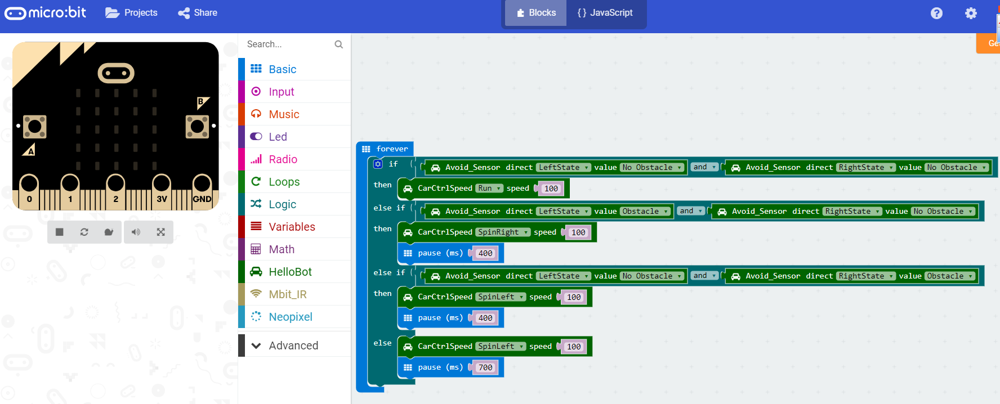 micro:bit Projects Share Blocks {} JavaScript ?
Search...
Basic
Input
Music
Led
Radio
Loops
Logic
Variables
Math
HelloBot
Mbit_IR
Neopixel
Advanced
B
A
0 1 2 3V GND
forever
if Avoid_Sensor direct LeftState value No Obstacle and Avoid_Sensor direct RightState value No Obstacle
then CarCtrlSpeed Run speed 100
else if Avoid_Sensor direct LeftState value Obstacle and Avoid_Sensor direct RightState value No Obstacle
then CarCtrlSpeed SpinRight speed 100
pause (ms) 400
else if Avoid_Sensor direct LeftState value No Obstacle and Avoid_Sensor direct RightState value Obstacle
then CarCtrlSpeed SpinLeft speed 100
pause (ms) 400
else CarCtrlSpeed SpinLeft speed 100
pause (ms) 700